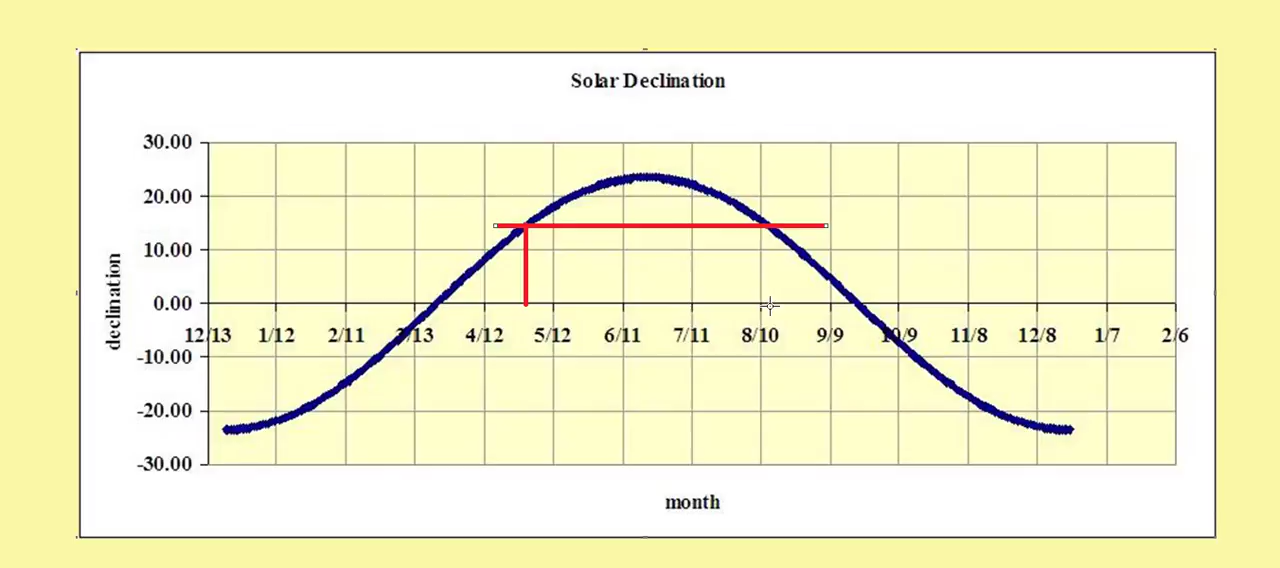 Solar Declination
30.00
20.00
10.00
0.00
-10.00
-20.00
-30.00
declination
12/13 1/12 2/11 3/13 4/12 5/12 6/11 7/11 8/10 9/9 10/9 11/8 12/8 1/7 2/6
month